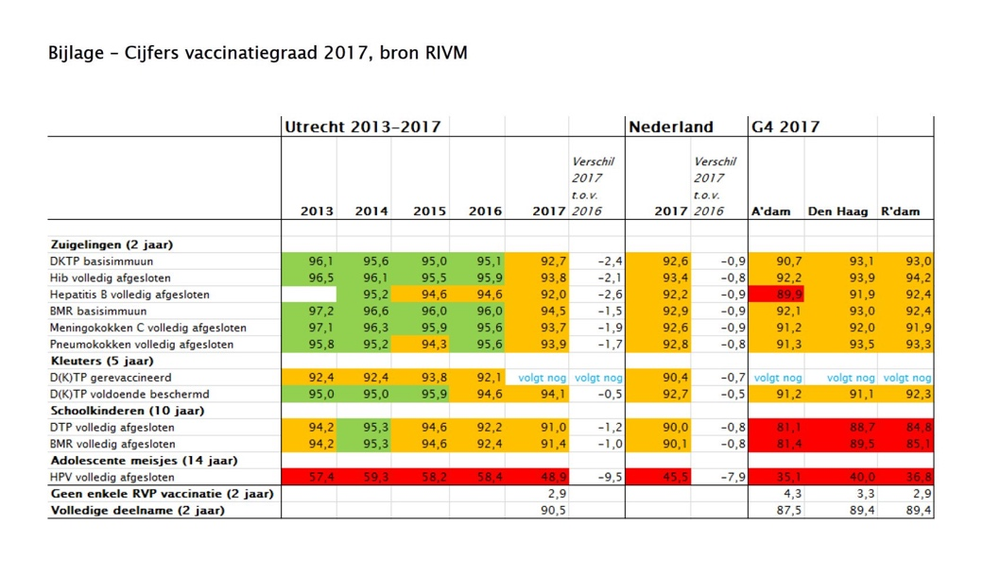 Bijlage – Cijfers vaccinatiegraad 2017, bron RIVM
Utrecht 2013-2017 Nederland G4 2017
Verschil Verschil
2017 2017
t.o.v. t.o.v.
2013 2014 2015 2016 2017 2016 2017 2016 A'dam Den Haag R'dam
Zuigelingen (2 jaar)
DKTP basisimmuun 96,1 95,6 95,0 95,1 92,7 -2,4 92,6 -0,9 90,7 93,1 93,0
Hib volledig afgesloten 96,5 96,1 95,5 95,9 93,8 -2,1 93,4 -0,8 92,2 93,9 94,2
Hepatitis B volledig afgesloten 95,2 94,6 94,6 92,0 -2,6 92,2 -0,9 89,9 91,9 92,4
BMR basisimmuun 97,2 96,6 96,0 96,0 94,5 -1,5 92,9 -0,9 92,1 93,0 92,4
Meningokokken C volledig afgesloten 97,1 96,3 95,9 95,6 93,7 -1,9 92,6 -0,9 91,2 92,0 91,9
Pneumokokken volledig afgesloten 95,8 95,2 94,3 95,6 93,9 -1,7 92,8 -0,8 91,3 93,5 93,3
Kleuters (5 jaar)
D(K)TP gerevaccineerd 92,4 92,4 93,8 92,1 volgt nog volgt nog 90,4 -0,7 volgt nog volgt nog volgt nog
D(K)TP voldoende beschermd 95,0 95,0 95,9 94,6 94,1 -0,5 92,7 -0,5 91,2 91,1 92,3
Schoolkinderen (10 jaar)
DTP volledig afgesloten 94,2 95,3 94,6 92,2 91,0 -1,2 90,0 -0,8 81,1 88,7 84,8
BMR volledig afgesloten 94,2 95,3 94,6 92,4 91,4 -1,0 90,1 -0,8 81,4 89,5 85,1
Adolescente meisjes (14 jaar)
HPV volledig afgesloten 57,4 59,3 58,2 58,4 48,9 -9,5 45,5 -7,9 35,1 40,0 36,8
Geen enkele RVP vaccinatie (2 jaar) 2,9 4,3 3,3 2,9
Volledige deelname (2 jaar) 90,5 87,5 89,4 89,4